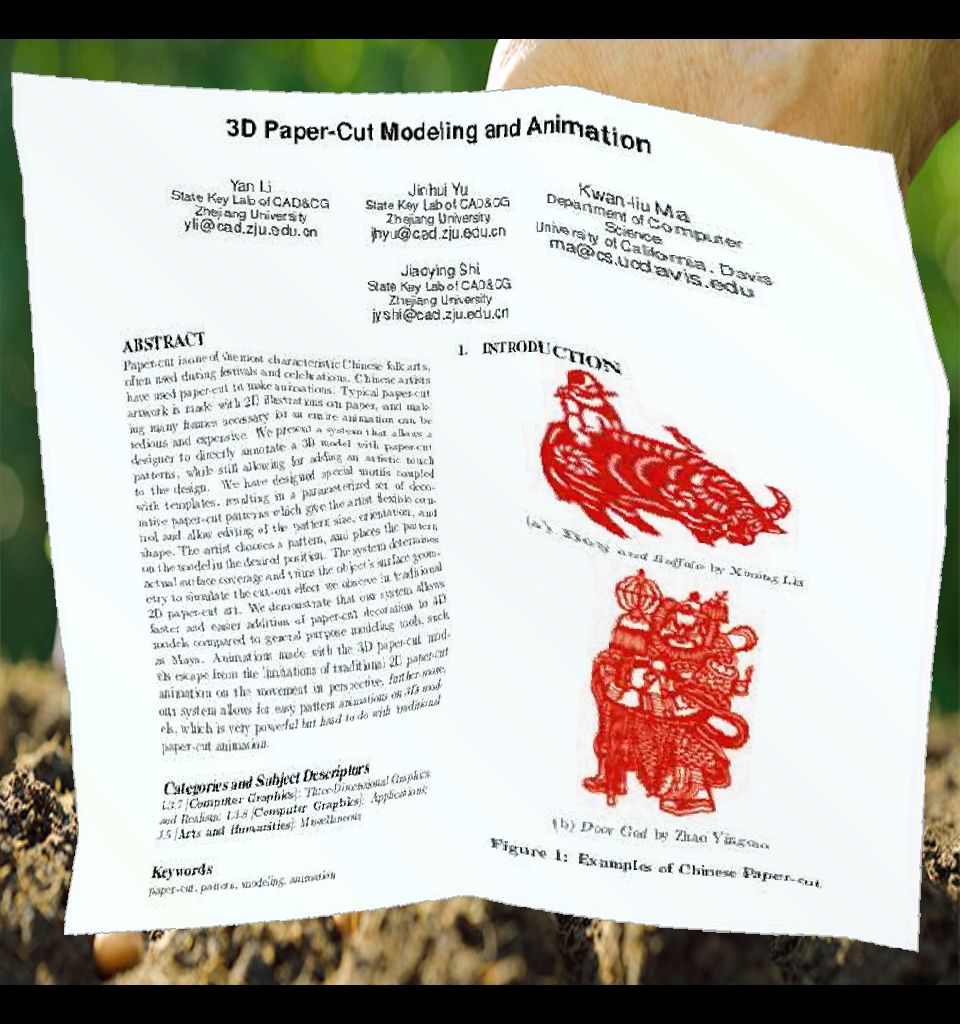 3D Paper-Cut Modeling and Animation
Yan Li
State Key Lab of CAD&CG
Zhejiang University
yli@cad.zju.edu.cn
Jinhui Yu
State Key Lab of CAD&CG
Zhejiang University
jhyu@cad.zju.edu.cn
Kwan-liu Ma
Department of Computer
Science
University of California, Davis
ma@cs.ucdavis.edu
Jiaoying Shi
State Key Lab of CAD&CG
Zhejiang University
jyshi@cad.zju.edu.cn
ABSTRACT
Paper-cut is one of the most characteristic Chinese folk arts,
often used during festivals and celebrations. Chinese artists
have used paper-cut to make animations. Typical paper-cut
artwork is made with 2D illustrations on paper, and mak-
ing many frames necessary for an entire animation can be
tedious and expensive. We present a system that allows a
designer to directly annotate a 3D model with paper-cut
patterns, while still allowing for adding an artistic touch
to the design. We have designed special motifs coupled
with templates, resulting in a parameterized set of deco-
rative paper-cut patterns which give the artist flexible con-
trol and allow editing of the pattern size, orientation, and
shape. The artist chooses a pattern, and places the pattern
on the model in the desired position. The system determines
actual surface coverage and trims the object's surface geom-
etry to simulate the cut-out effect we observe in traditional
2D paper-cut art. We demonstrate that our system allows
faster and easier addition of paper-cut decoration to 3D
models compared to general purpose modeling tools, such
as Maya. Animations made with the 3D paper-cut mod-
els escape from the limitations of traditional 2D paper-cut
animation on the movement in perspective, further more,
our system allows for easy pattern animations on 3D mod-
els, which is very powerful but hard to do with traditional
paper-cut animation.
Categories and Subject Descriptors
I.3.7 [Computer Graphics]: Three-Dimensional Graphics
and Realism; I.3.8 [Computer Graphics]: Applications;
J.5 [Arts and Humanities]: Miscellaneous
Keywords
paper-cut, pattern, modeling, animation
1. INTRODUCTION
(a) Boy and Buffalo by Xiuming Lin
(b) Door God by Zhao Yingxiao
Figure 1: Examples of Chinese Paper-cut.